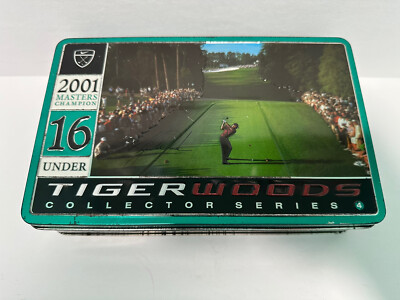 2001
MASTERS
CHAMPION
16
UNDER
TIGER WOODS
COLLECTOR SERIES 4